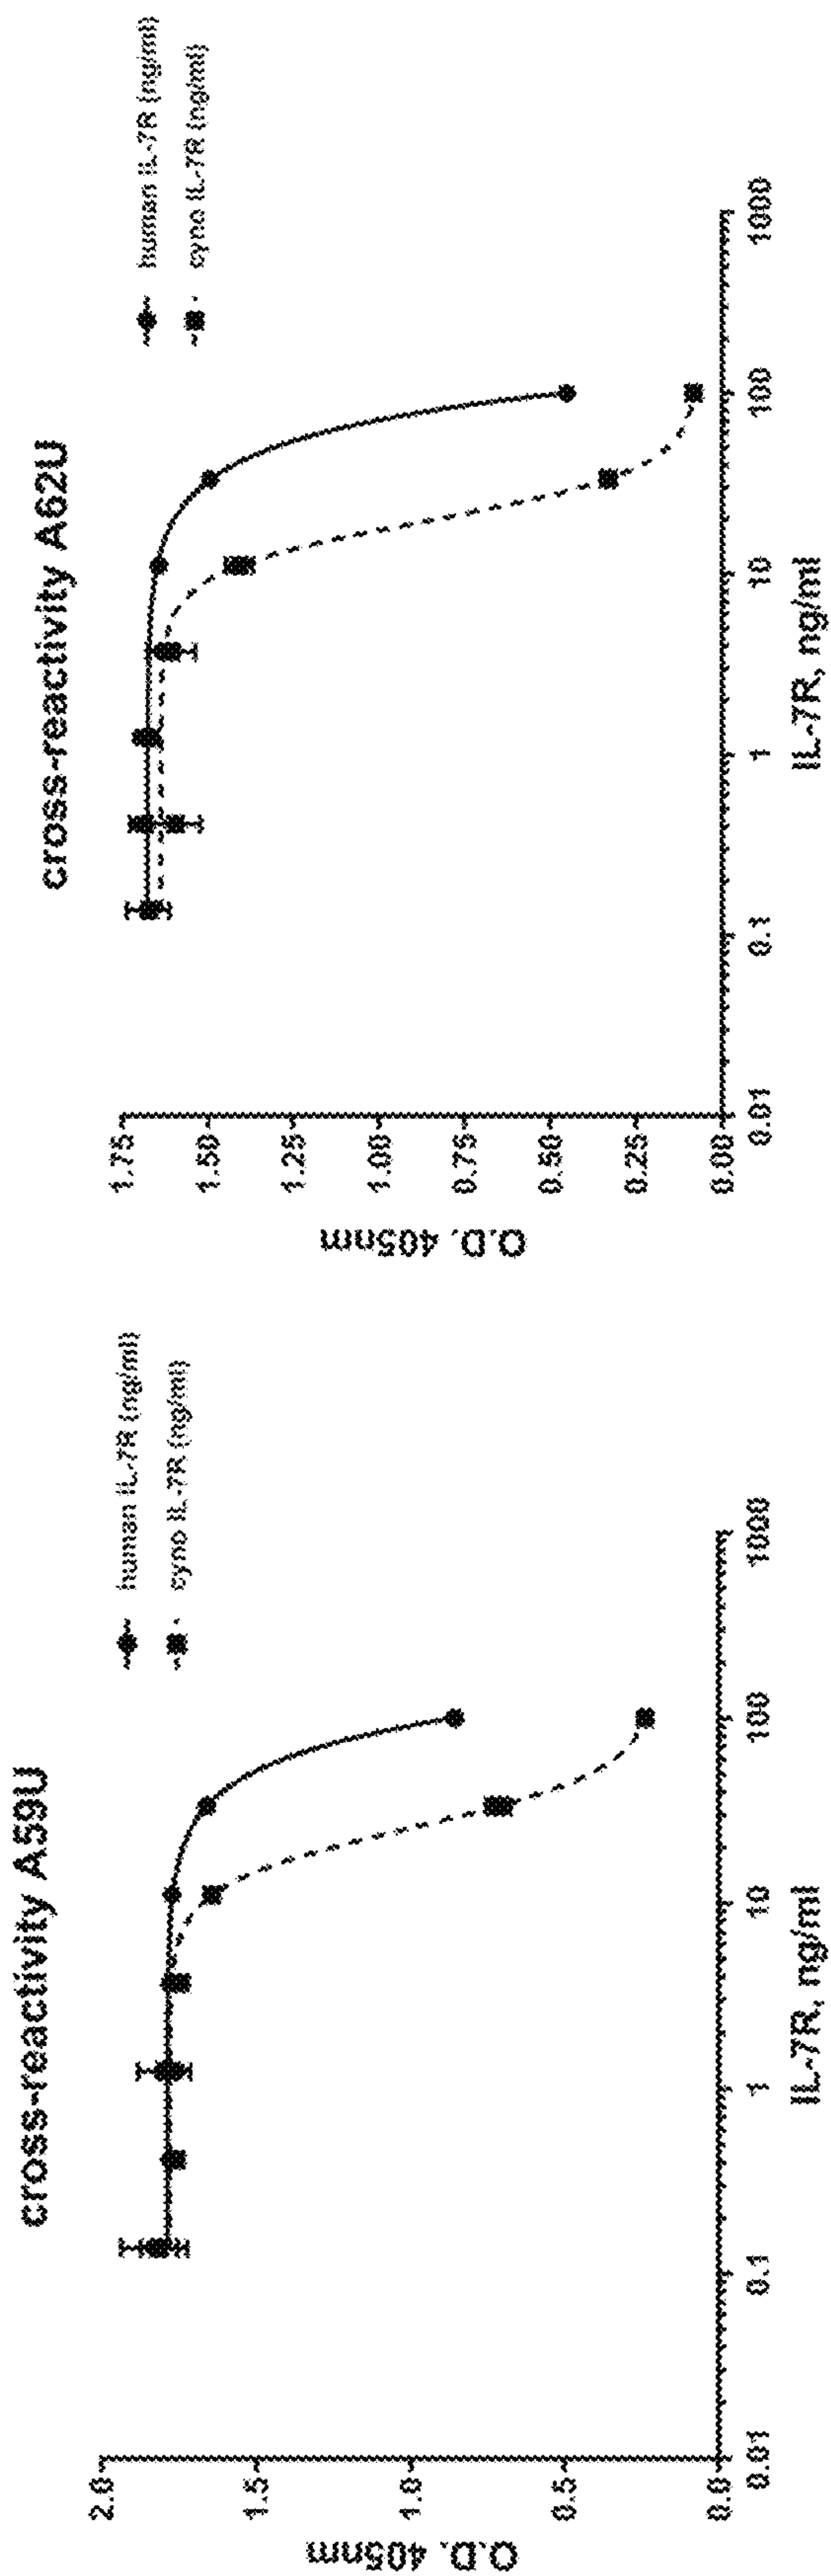 cross-reactivity A59U
human IL-7R (ng/ml)
cyno IL-7R (ng/ml)
O.D. 405nm
2.0
1.5
1.0
0.5
0.0
0.01
0.1
1
10
100
1000
IL-7R, ng/ml
cross-reactivity A62U
human IL-7R (ng/ml)
cyno IL-7R (ng/ml)
O.D. 405nm
1.75
1.50
1.25
1.00
0.75
0.50
0.25
0.00
0.01
0.1
1
10
100
1000
IL-7R, ng/ml